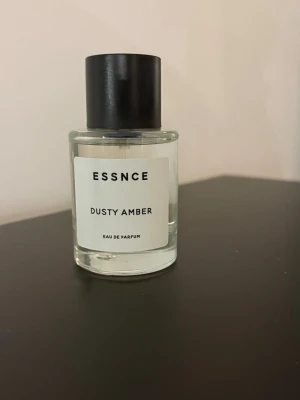 ESSNCE
DUSTY AMBER
EAU DE PARFUM